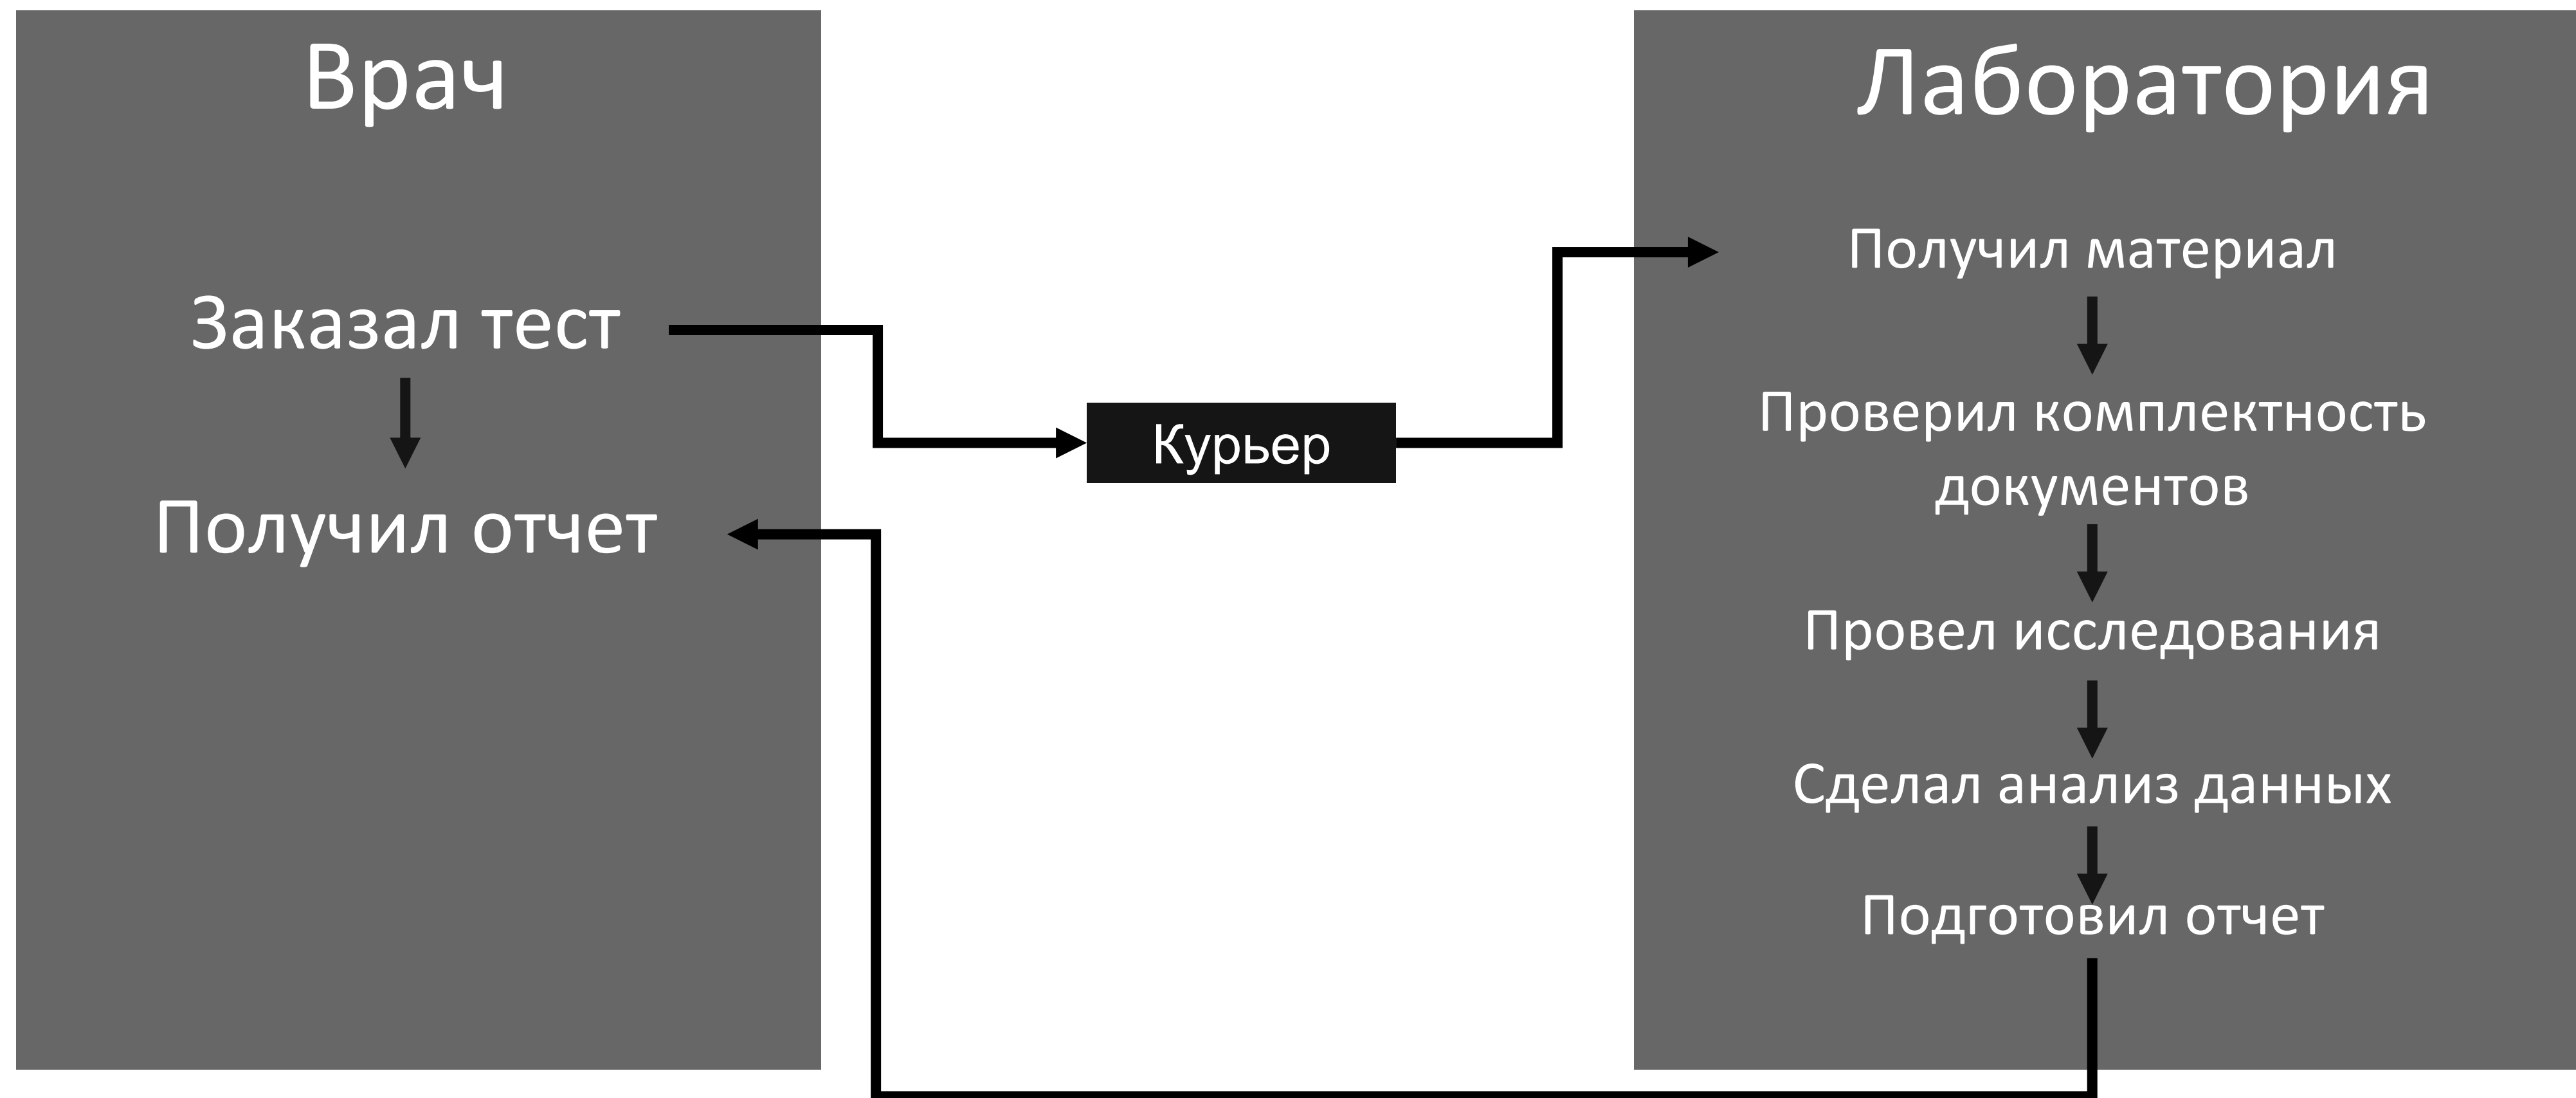 Врач
Заказал тест
Получил отчет
Курьер
Лаборатория
Получил материал
Проверил комплектность
документов
Провел исследования
Сделал анализ данных
Подготовил отчет